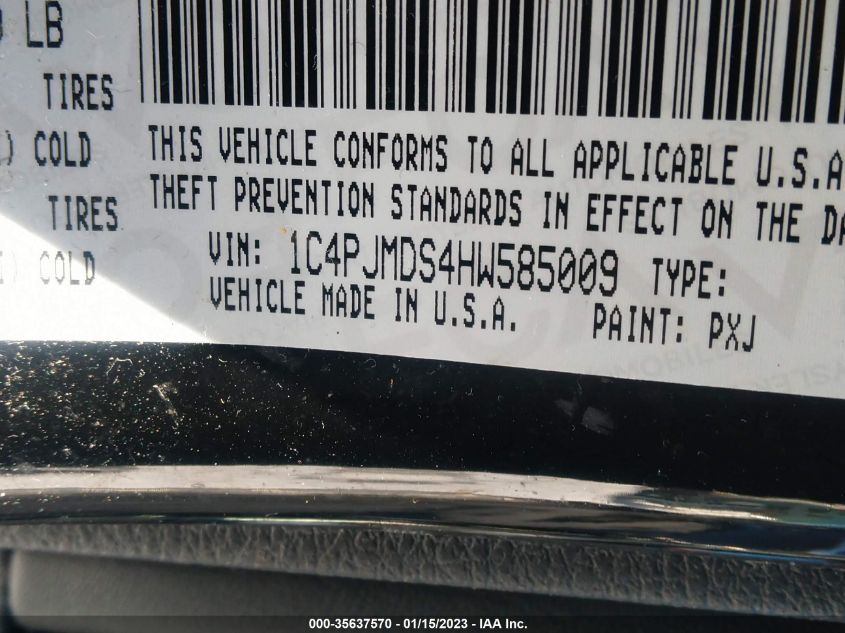 LB
TIRES
COLD
TIRES
COLD
THIS VEHICLE CONFORMS TO ALL APPLICABLE U.S.A
THEFT PREVENTION STANDARDS IN EFFECT ON THE DA
VIN: 1C4PJMDS4HW585009 TYPE:
VEHICLE MADE IN U.S.A. PAINT: PXJ
000-35637570 - 01/15/2023 - IAA Inc.